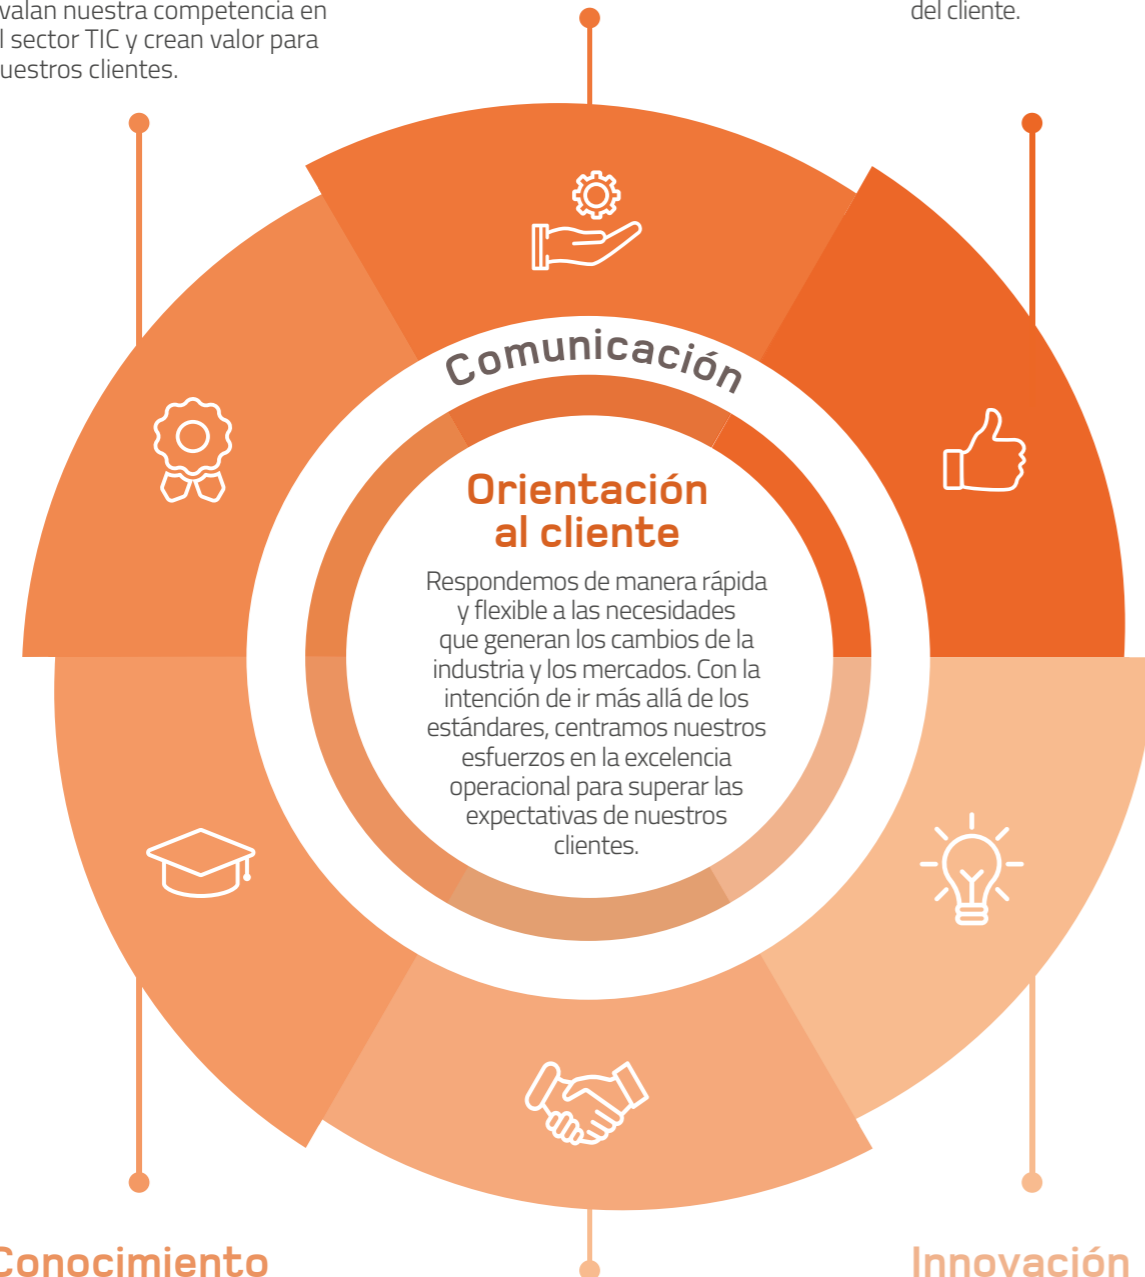 valan nuestra competencia en
l sector TIC y crean valor para
uestros clientes.
del cliente.
Comunicación
Orientación
al cliente
Respondemos de manera rápida
y flexible a las necesidades
que generan los cambios de la
industria y los mercados. Con la
intención de ir más allá de los
estándares, centramos nuestros
esfuerzos en la excelencia
operacional para superar las
expectativas de nuestros
clientes.
Conocimiento
Innovación